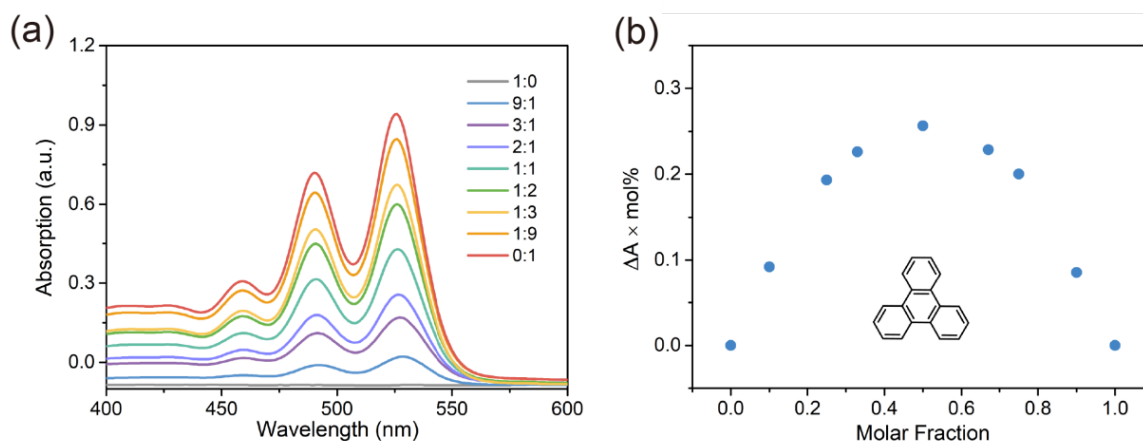 (a)
1.2
0.9
0.6
0.3
0.0
Absorption (a.u.)
1:0
9:1
3:1
2:1
1:1
1:2
1:3
1:9
0:1
400 450 500 550 600
Wavelength (nm)
(b)
0.3
0.2
0.1
0.0
ΔA × mol%
0.0 0.2 0.4 0.6 0.8 1.0
Molar Fraction